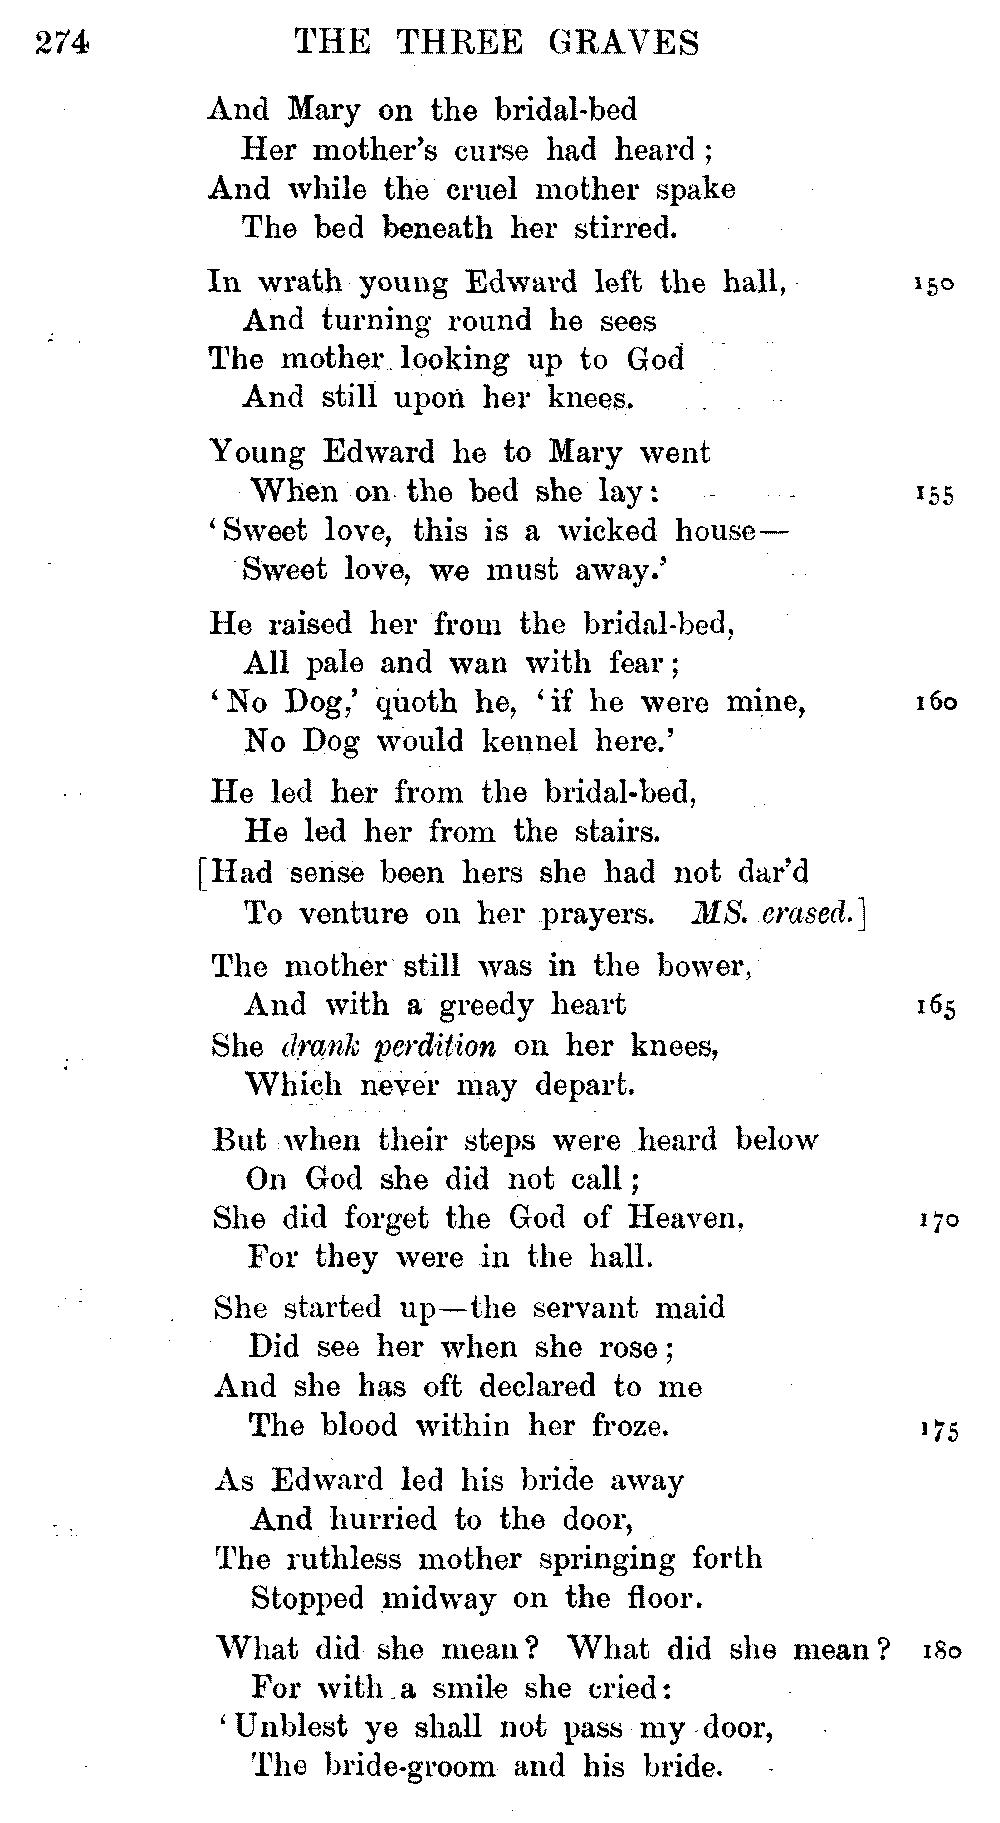 274 THE THREE GRAVES
And Mary on the bridal-bed
Her mother's curse had heard ;
And while the cruel mother spake
The bed beneath her stirred.
In wrath young Edward left the hall, 150
And turning round he sees
The mother looking up to God
And still upon her knees.
Young Edward he to Mary went
When on the bed she lay: 155
‘Sweet love, this is a wicked house—
Sweet love, we must away.’
He raised her from the bridal-bed,
All pale and wan with fear ;
‘No Dog,’ quoth he, ‘if he were mine, 160
No Dog would kennel here.’
He led her from the bridal-bed,
He led her from the stairs.
[Had sense been hers she had not dar'd
To venture on her prayers. MS. erased.]
The mother still was in the bower,
And with a greedy heart 165
She drank perdition on her knees,
Which never may depart.
But when their steps were heard below
On God she did not call ;
She did forget the God of Heaven, 170
For they were in the hall.
She started up—the servant maid
Did see her when she rose ;
And she has oft declared to me
The blood within her froze. 175
As Edward led his bride away
And hurried to the door,
The ruthless mother springing forth
Stopped midway on the floor.
What did she mean? What did she mean? 180
For with a smile she cried:
‘Unblest ye shall not pass my door,
The bride-groom and his bride.